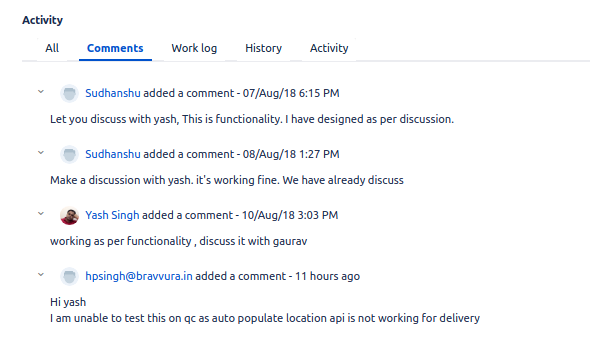 Activity
All Comments Work log History Activity
Sudhanshu added a comment - 07/Aug/18 6:15 PM
Let you discuss with yash, This is functionality. I have designed as per discussion.
Sudhanshu added a comment - 08/Aug/18 1:27 PM
Make a discussion with yash. it's working fine. We have already discuss
Yash Singh added a comment - 10/Aug/18 3:03 PM
working as per functionality , discuss it with gaurav
hpsingh@bravvura.in added a comment - 11 hours ago
Hi yash
I am unable to test this on qc as auto populate location api is not working for delivery